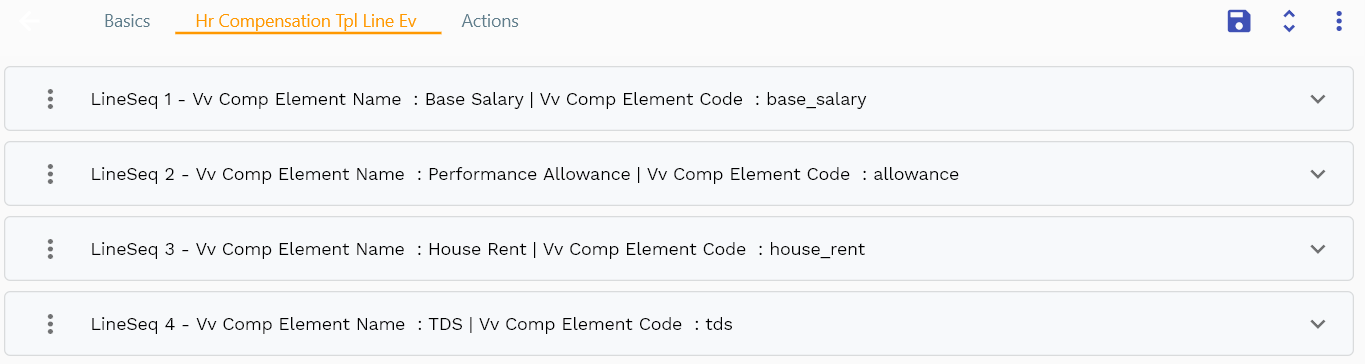 Basics Hr Compensation Tpl Line Ev Actions
LineSeq 1 - Vv Comp Element Name : Base Salary | Vv Comp Element Code : base_salary
LineSeq 2 - Vv Comp Element Name : Performance Allowance | Vv Comp Element Code : allowance
LineSeq 3 - Vv Comp Element Name : House Rent | Vv Comp Element Code : house_rent
LineSeq 4 - Vv Comp Element Name : TDS | Vv Comp Element Code : tds